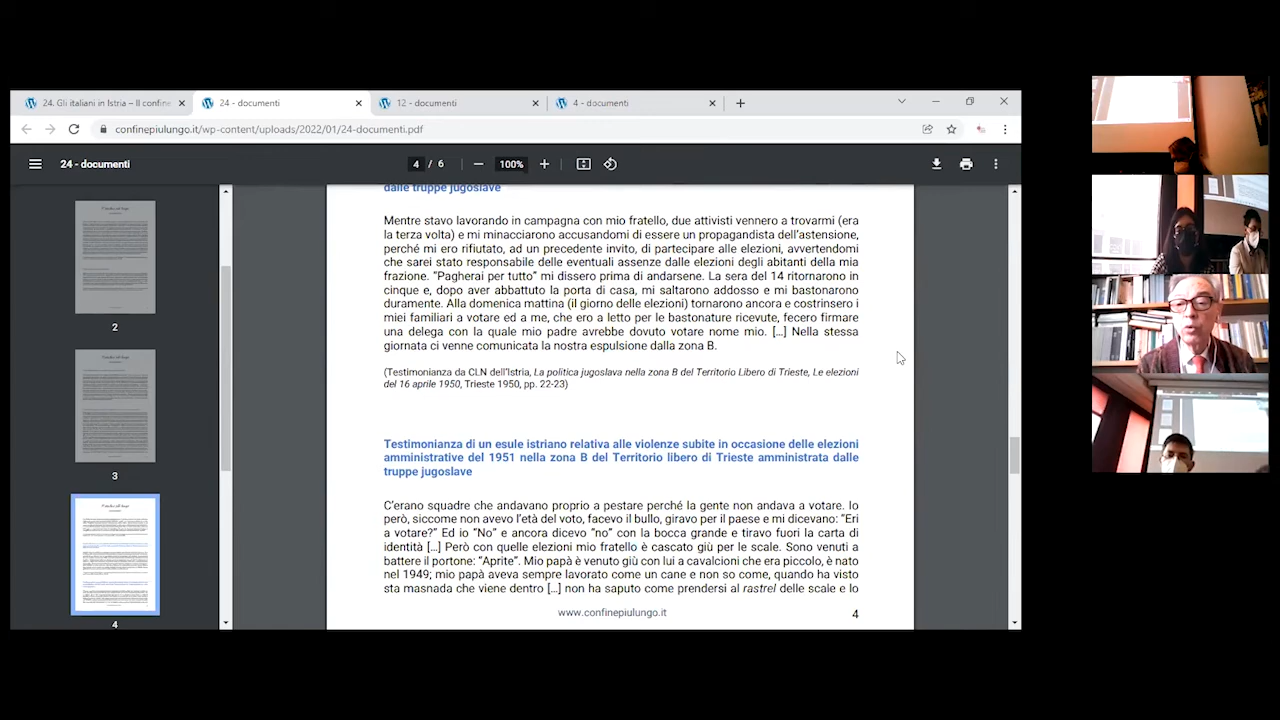 24. Gli italiani in Istria – Il confine
24 - documenti
12 - documenti
4 - documenti
confinepiulungo.it/wp-content/uploads/2022/01/24-documenti.pdf
24 - documenti
4 / 6
100%
2
3
4
dalle truppe jugoslave
Mentre stavo lavorando in campagna con mio fratello, due attivisti vennero a trovarmi (era
la terza volta) e mi minacciarono accusandomi di essere un propagandista dell'astensione,
perché mi ero rifiutato, ad un precedente invito, di partecipare alle elezioni, avvertendomi
che sarei stato responsabile delle eventuali assenze dalle elezioni degli abitanti della mia
frazione. "Pagherai per tutto" mi dissero prima di andarsene. La sera del 14 ritornarono in
cinque e, dopo aver abbattuto la porta di casa, mi saltarono addosso e mi bastonarono
duramente. Alla domenica mattina (il giorno delle elezioni) tornarono ancora e costrinsero i
miei familiari a votare ed a me, che ero a letto per le bastonature ricevute, fecero firmare
una delega con la quale mio padre avrebbe dovuto votare nome mio. […] Nella stessa
giornata ci venne comunicata la nostra espulsione dalla zona B.
(Testimonianza da CLN dell'Istria, La politica jugoslava nella zona B del Territorio Libero di Trieste, Le elezioni
del 16 aprile 1950, Trieste 1950, pp. 22-23)
Testimonianza di un esule istriano relativa alle violenze subite in occasione delle elezioni
amministrative del 1951 nella zona B del Territorio libero di Trieste amministrata dalle
truppe jugoslave
C'erano squadre che andavano proprio a pestare perché la gente non andava a votare. Io
però, siccome non avevo l'età del voto, facevo il bullo, giravo per il paese e mi dicevano: "Eri
a votare?" Ed io "No" e ancora dicevo "no" con la bocca grande e tiravo fuori la carta di
identità […] Però con quelle elezioni mio fratello è cascato giù per le scale. Sono venuti a
battere il portone: "Aprite". Mio papà è venuto giù con lui a cavalcioni che era piccolo, è nato
nel 1949; mio papà aveva sempre lavorato come un cane e non so come, quando ha visto
sta masnada che viene dentro […] non ha saputo come prendersi al rastrel delle scale e lo
www.confinepiulungo.it
4